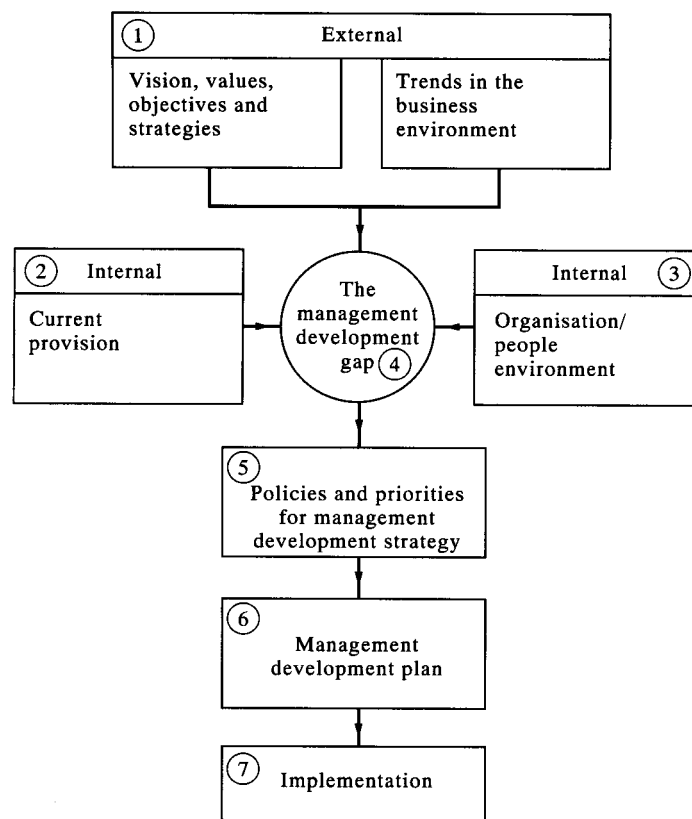 1 External
Vision, values,
objectives and
strategies
Trends in the
business
environment
2 Internal
Current
provision
The
management
development
gap 4
Internal 3
Organisation/
people
environment
5
Policies and priorities
for management
development strategy
6
Management
development plan
7
Implementation